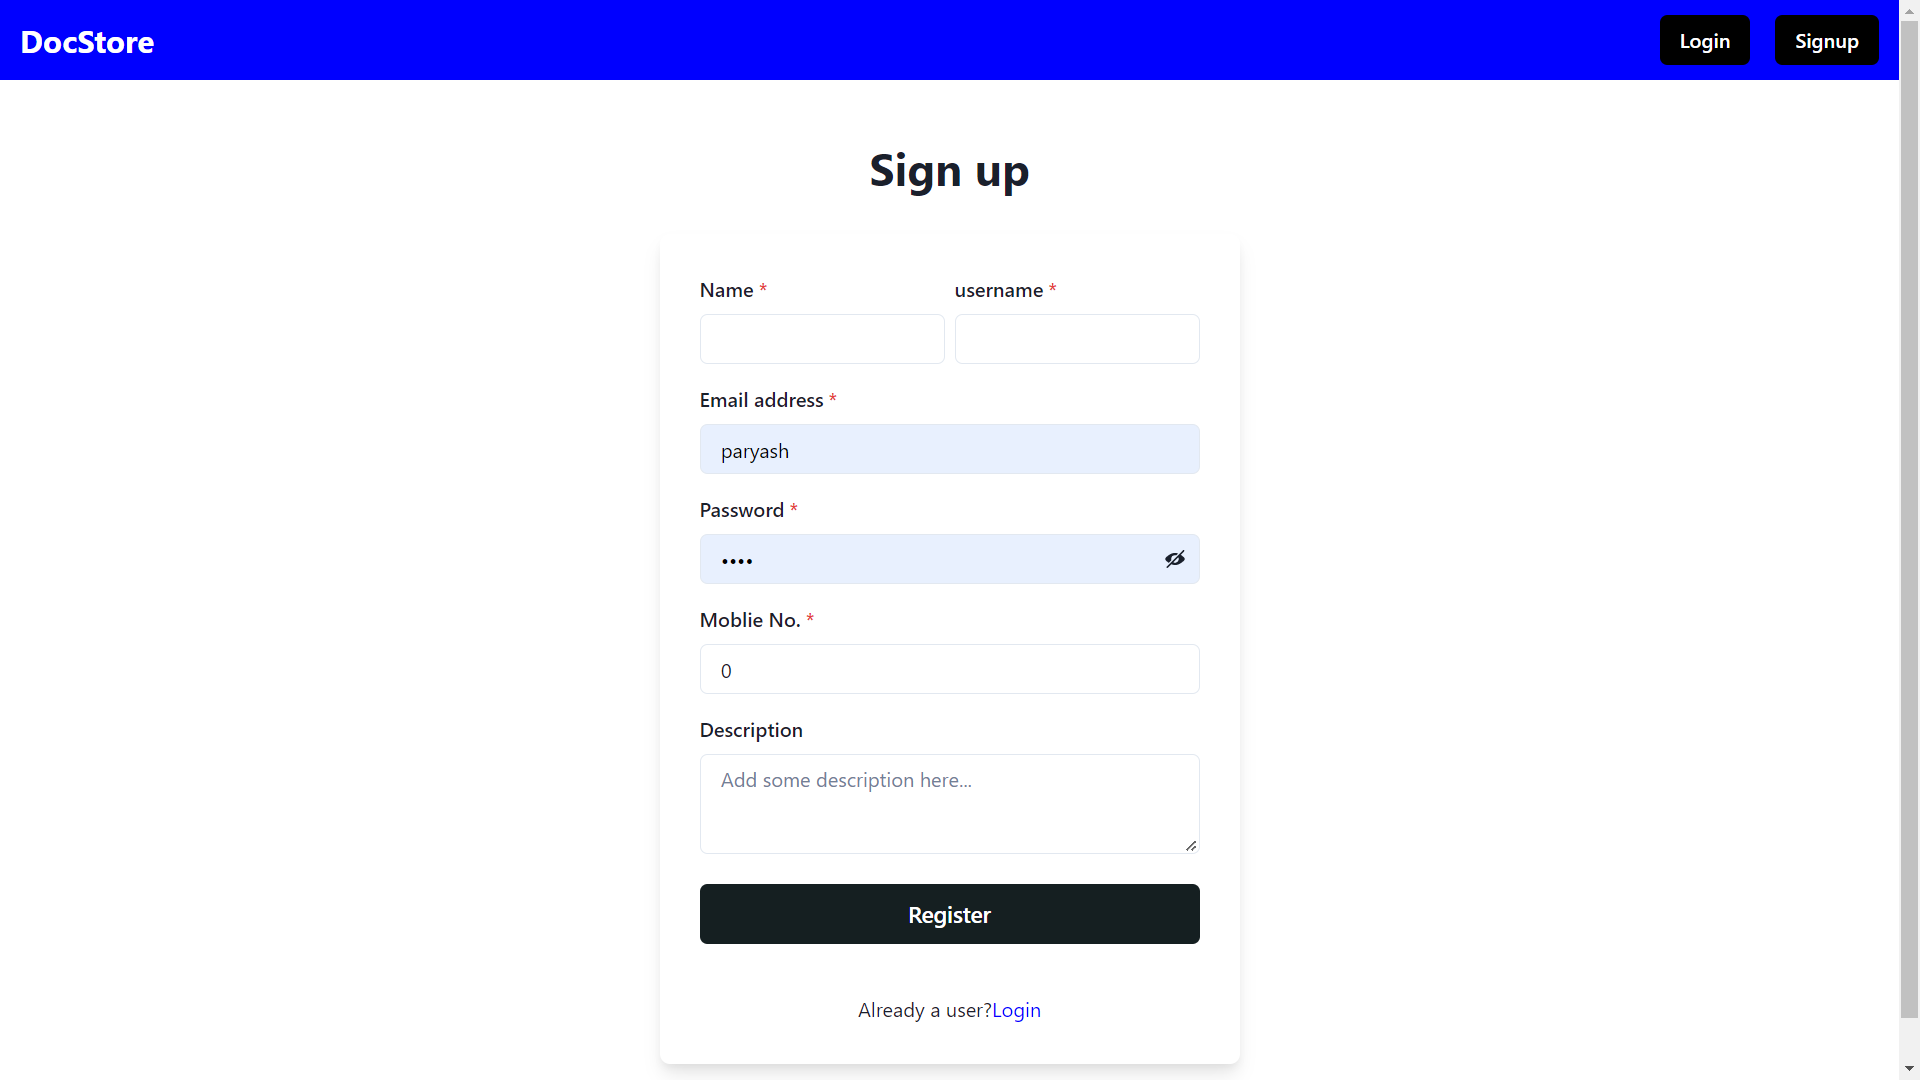 DocStore
Login Signup
Sign up
Name * username *
Email address *
paryash
Password *
••••
Moblie No. *
0
Description
Add some description here...
Register
Already a user?Login